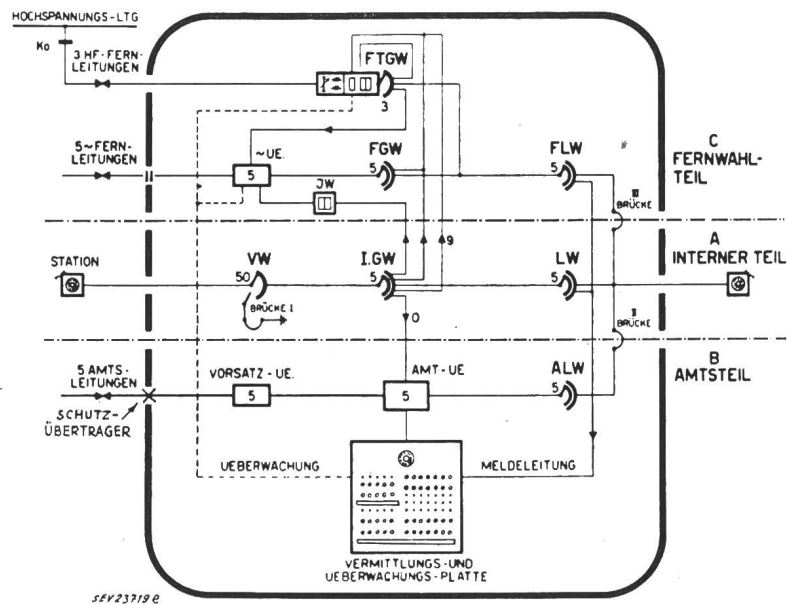 HOCHSPANNUNGS-LTG
Ko
3 HF-FERN-
LEITUNGEN
FTGW
3
5~FERN-
LEITUNGEN
~UE.
5
FGW
5
FLW
5
C
FERNWAHL-
TEIL
JW
III
BRÜCKE
STATION
VW
50
BRÜCKE I
I.GW
5
9
0
LW
5
A
INTERNER TEIL
II
BRÜCKE
5 AMTS-
LEITUNGEN
VORSATZ-UE.
5
AMT-UE
5
ALW
5
B
AMTSTEIL
SCHUTZ-
ÜBERTRAGER
UEBERWACHUNG
MELDELEITUNG
VERMITTLUNGS-UND
UEBERWACHUNGS-PLATTE
SEV23719e